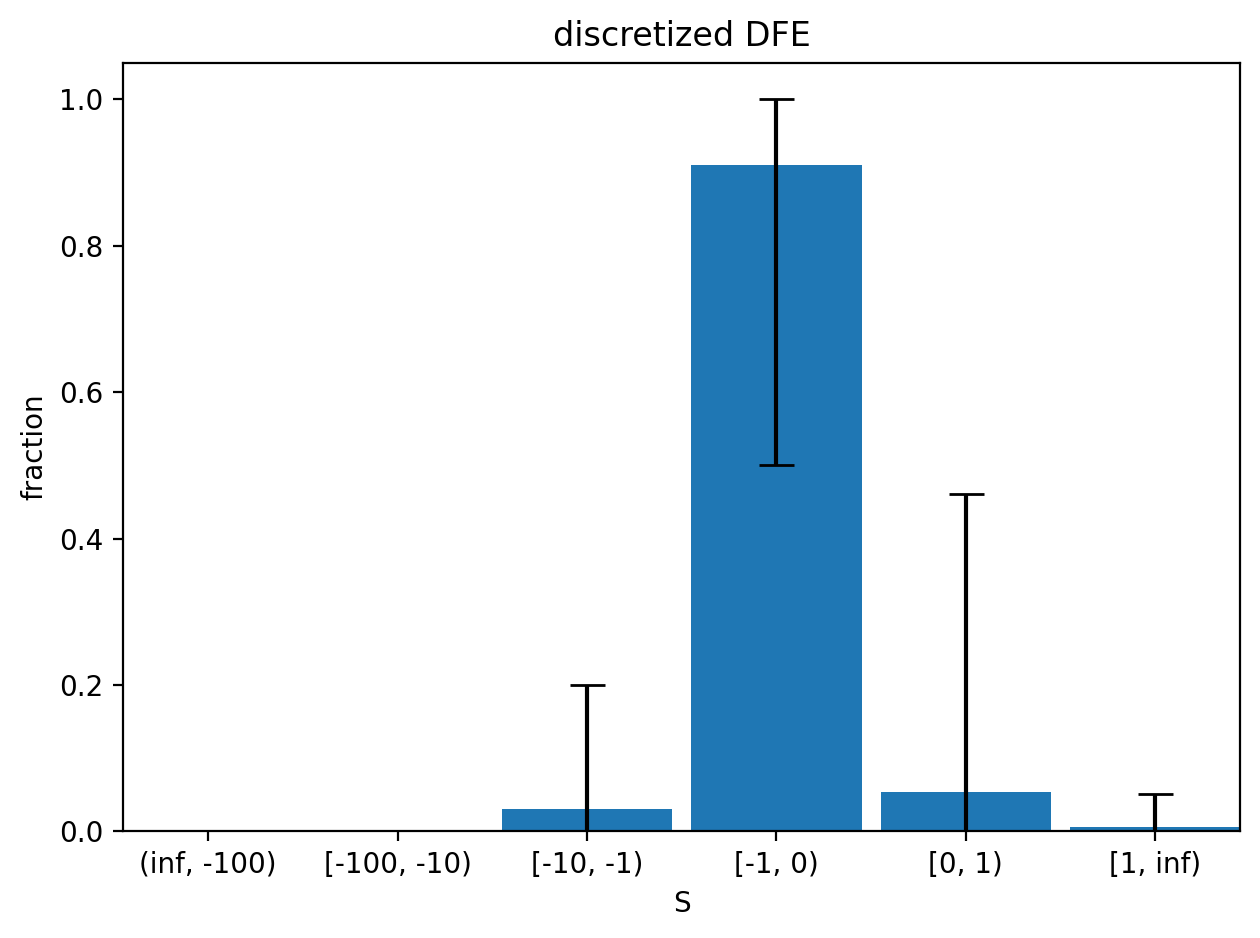 discretized DFE
fraction
1.0
0.8
0.6
0.4
0.2
0.0
(inf, -100) [-100, -10) [-10, -1) [-1, 0) [0, 1) [1, inf)
S